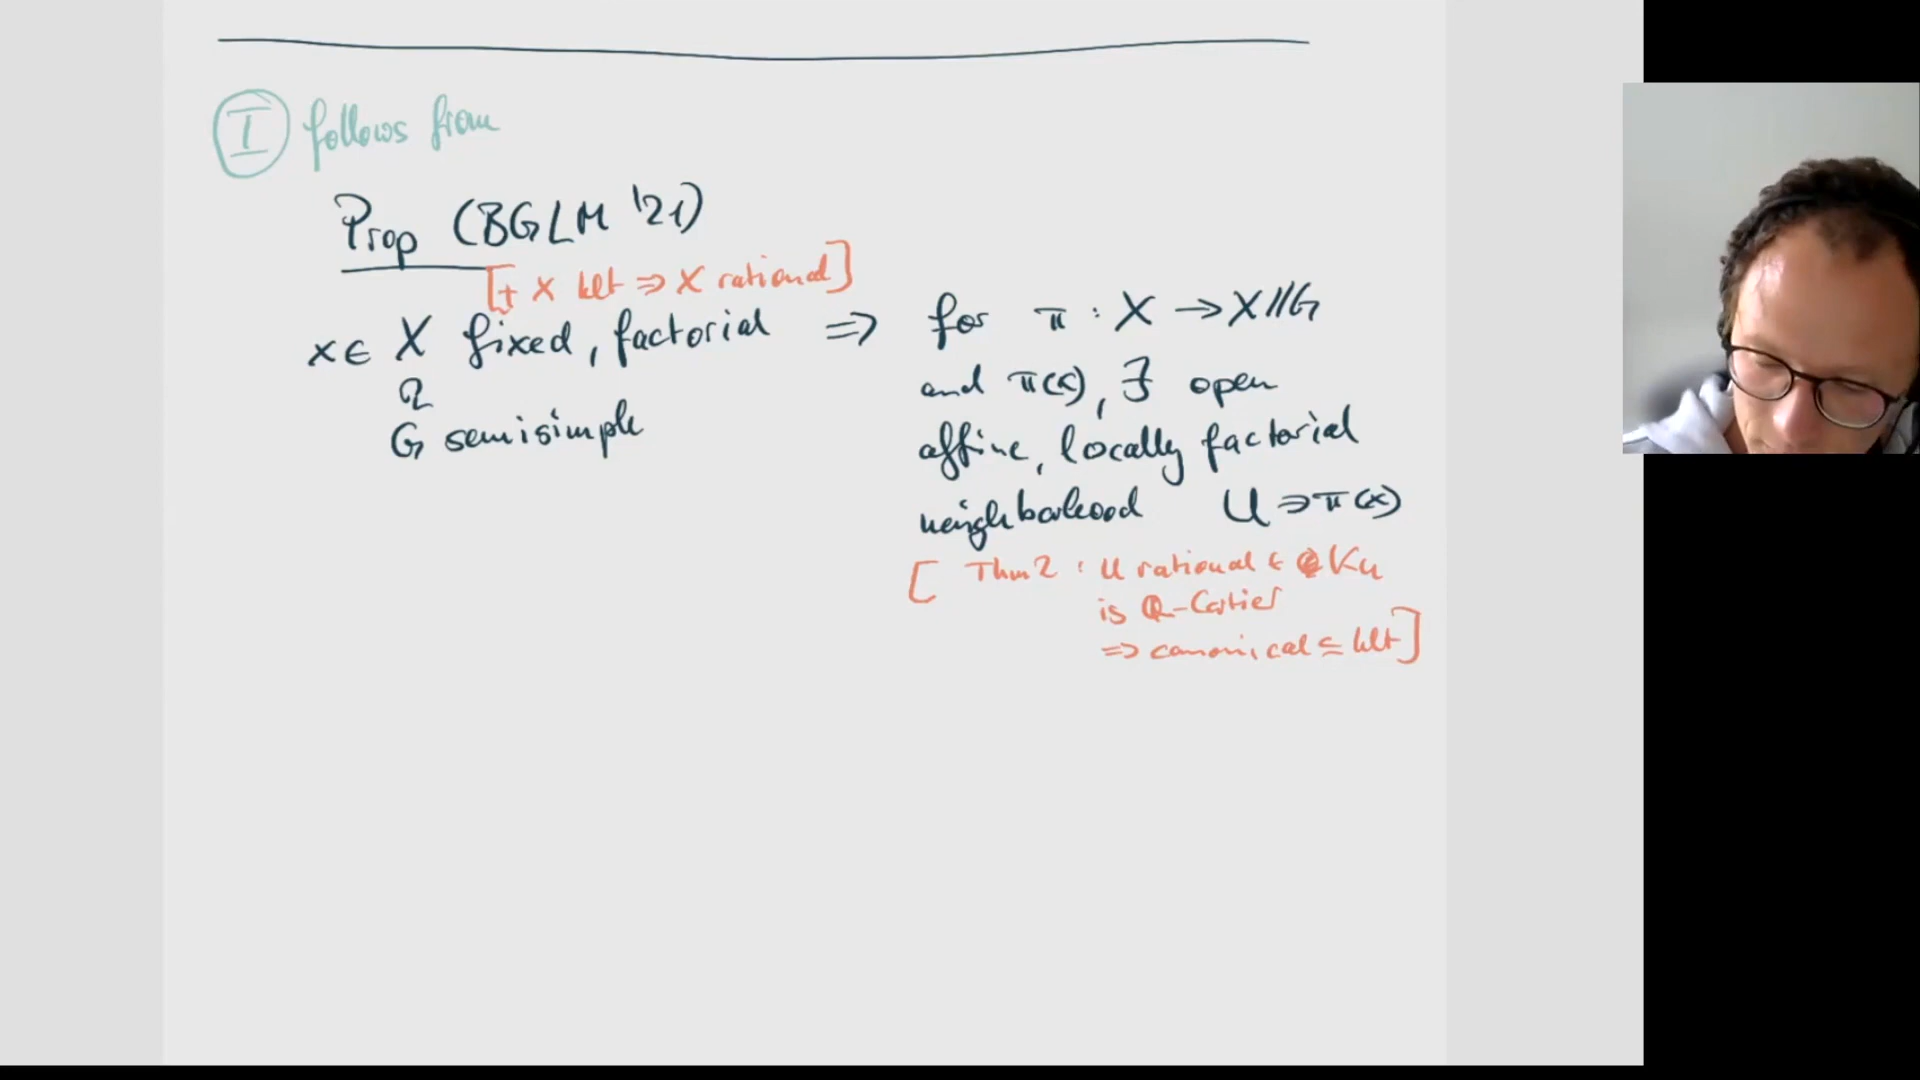 I follows from
Prop (BGLM '21)
[+ X klt ⇒ X rational]
x ∈ X fixed, factorial ⇒ for π : X → X//G
and π(x), ∃ open
G semisimple
affine, locally factorial
neighborhood U ∋ π(x)
[ Thm 2 : U rational & K_U
is Q-Cartier
⇒ canonical ⊆ klt ]